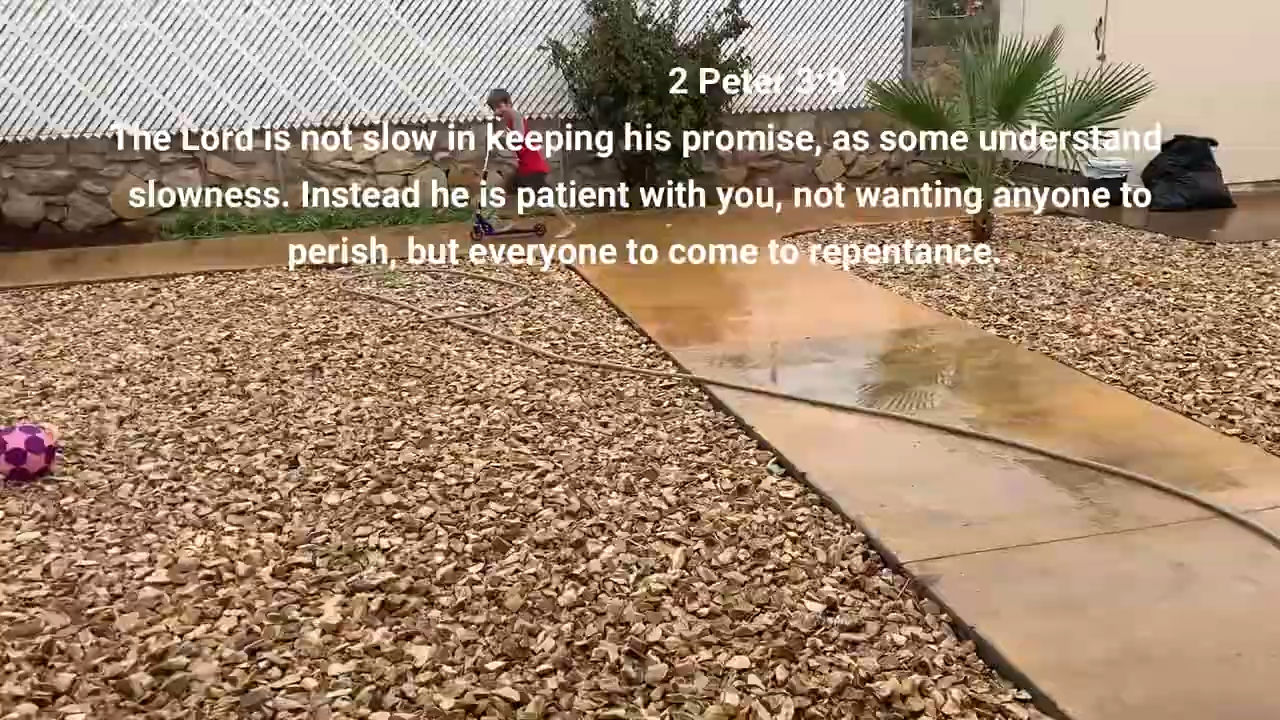 2 Peter 3:9
The Lord is not slow in keeping his promise, as some understand
slowness. Instead he is patient with you, not wanting anyone to
perish, but everyone to come to repentance.